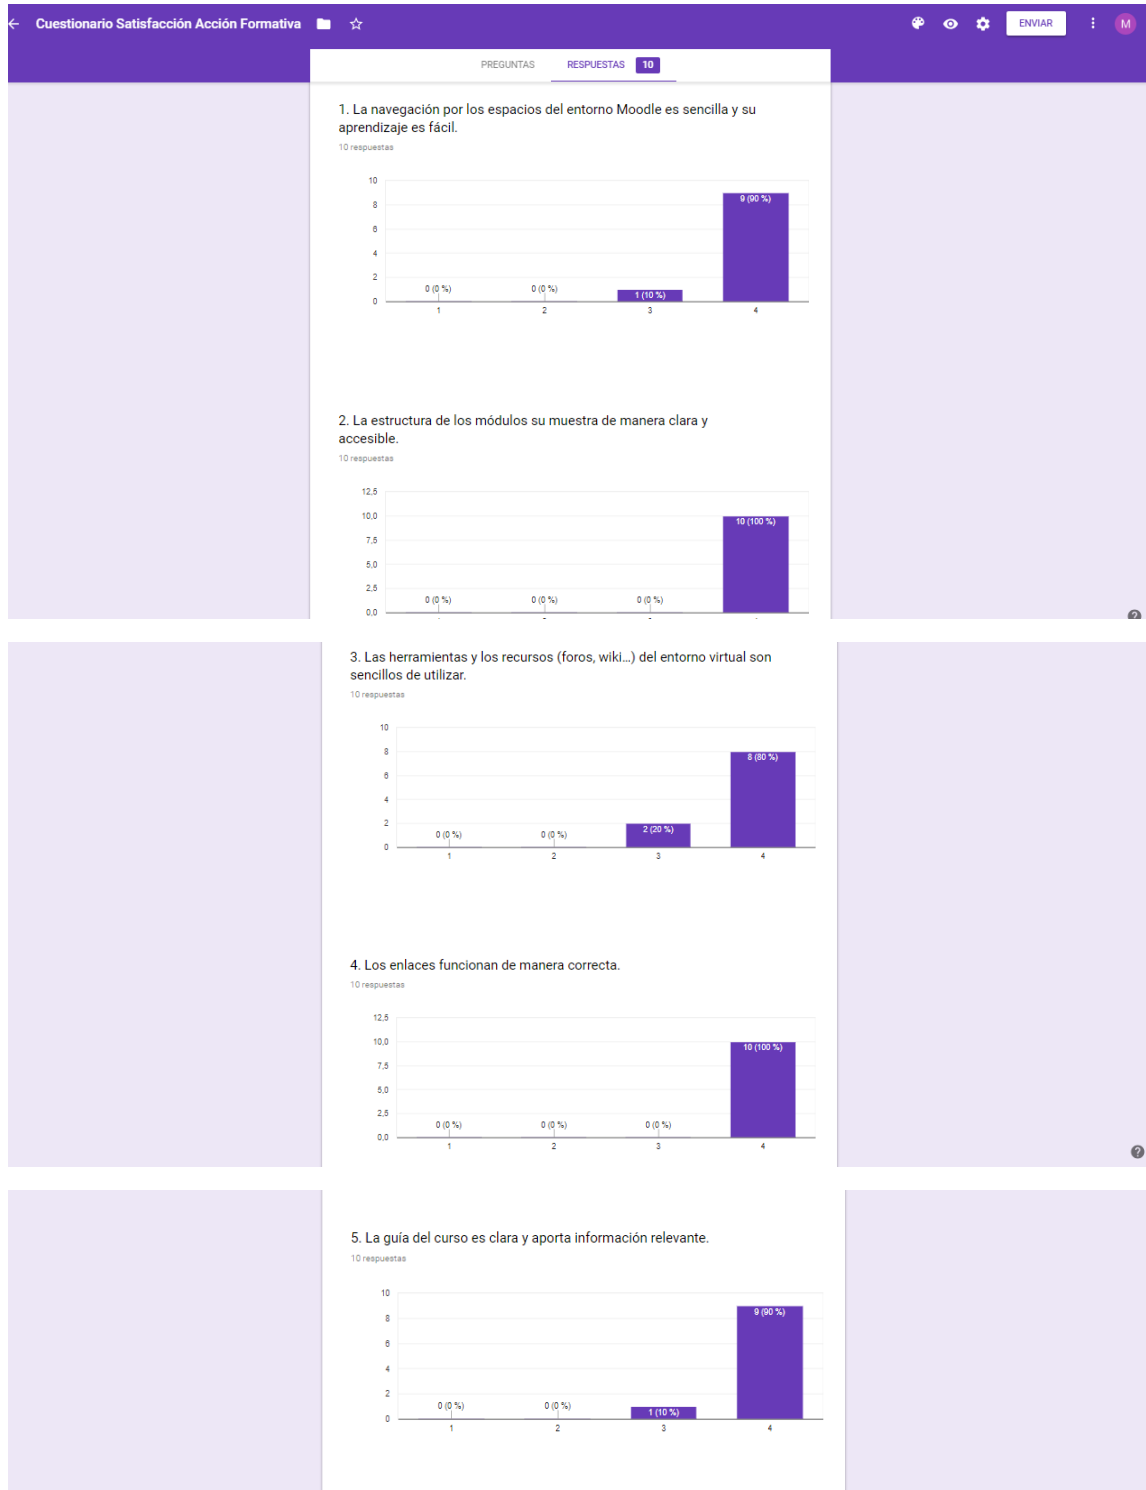 Cuestionario Satisfacción Acción Formativa
ENVIAR
M
PREGUNTAS RESPUESTAS 10
1. La navegación por los espacios del entorno Moodle es sencilla y su
aprendizaje es fácil.
10 respuestas
10
8
6
4
2
0
0 (0 %) 0 (0 %) 1 (10 %) 9 (90 %)
1 2 3 4
2. La estructura de los módulos su muestra de manera clara y
accesible.
10 respuestas
12,5
10,0
7,5
5,0
2,5
0,0
0 (0 %) 0 (0 %) 0 (0 %) 10 (100 %)
3. Las herramientas y los recursos (foros, wiki...) del entorno virtual son
sencillos de utilizar.
10 respuestas
10
8
6
4
2
0
0 (0 %) 0 (0 %) 2 (20 %) 8 (80 %)
1 2 3 4
4. Los enlaces funcionan de manera correcta.
10 respuestas
12,5
10,0
7,5
5,0
2,5
0,0
0 (0 %) 0 (0 %) 0 (0 %) 10 (100 %)
1 2 3 4
5. La guía del curso es clara y aporta información relevante.
10 respuestas
10
8
6
4
2
0
0 (0 %) 0 (0 %) 1 (10 %) 9 (90 %)
1 2 3 4